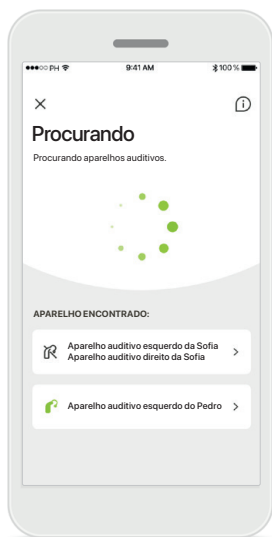 ●●●○○ PH 9:41 AM 100%
Procurando
Procurando aparelhos auditivos.
APARELHO ENCONTRADO:
Aparelho auditivo esquerdo da Sofia
Aparelho auditivo direito da Sofia
Aparelho auditivo esquerdo do Pedro